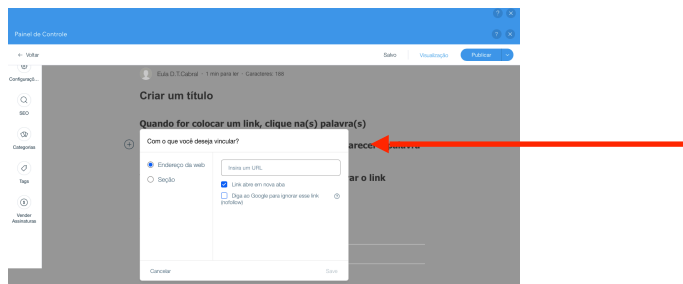 Painel de Controle
← Voltar
Salvo
Visualização
Publicar
Configuraçõ...
SEO
Categorias
Tags
Vender
Assinaturas
Eula D.T.Cabral · 1 min para ler · Caracteres: 186
Criar um título
Quando for colocar um link, clique na(s) palavra(s)
Com o que você deseja vincular?
Endereço da web
Seção
Insira um URL
Link abre em nova aba
Diga ao Google para ignorar esse link
(nofollow)
o link
Cancelar
Save